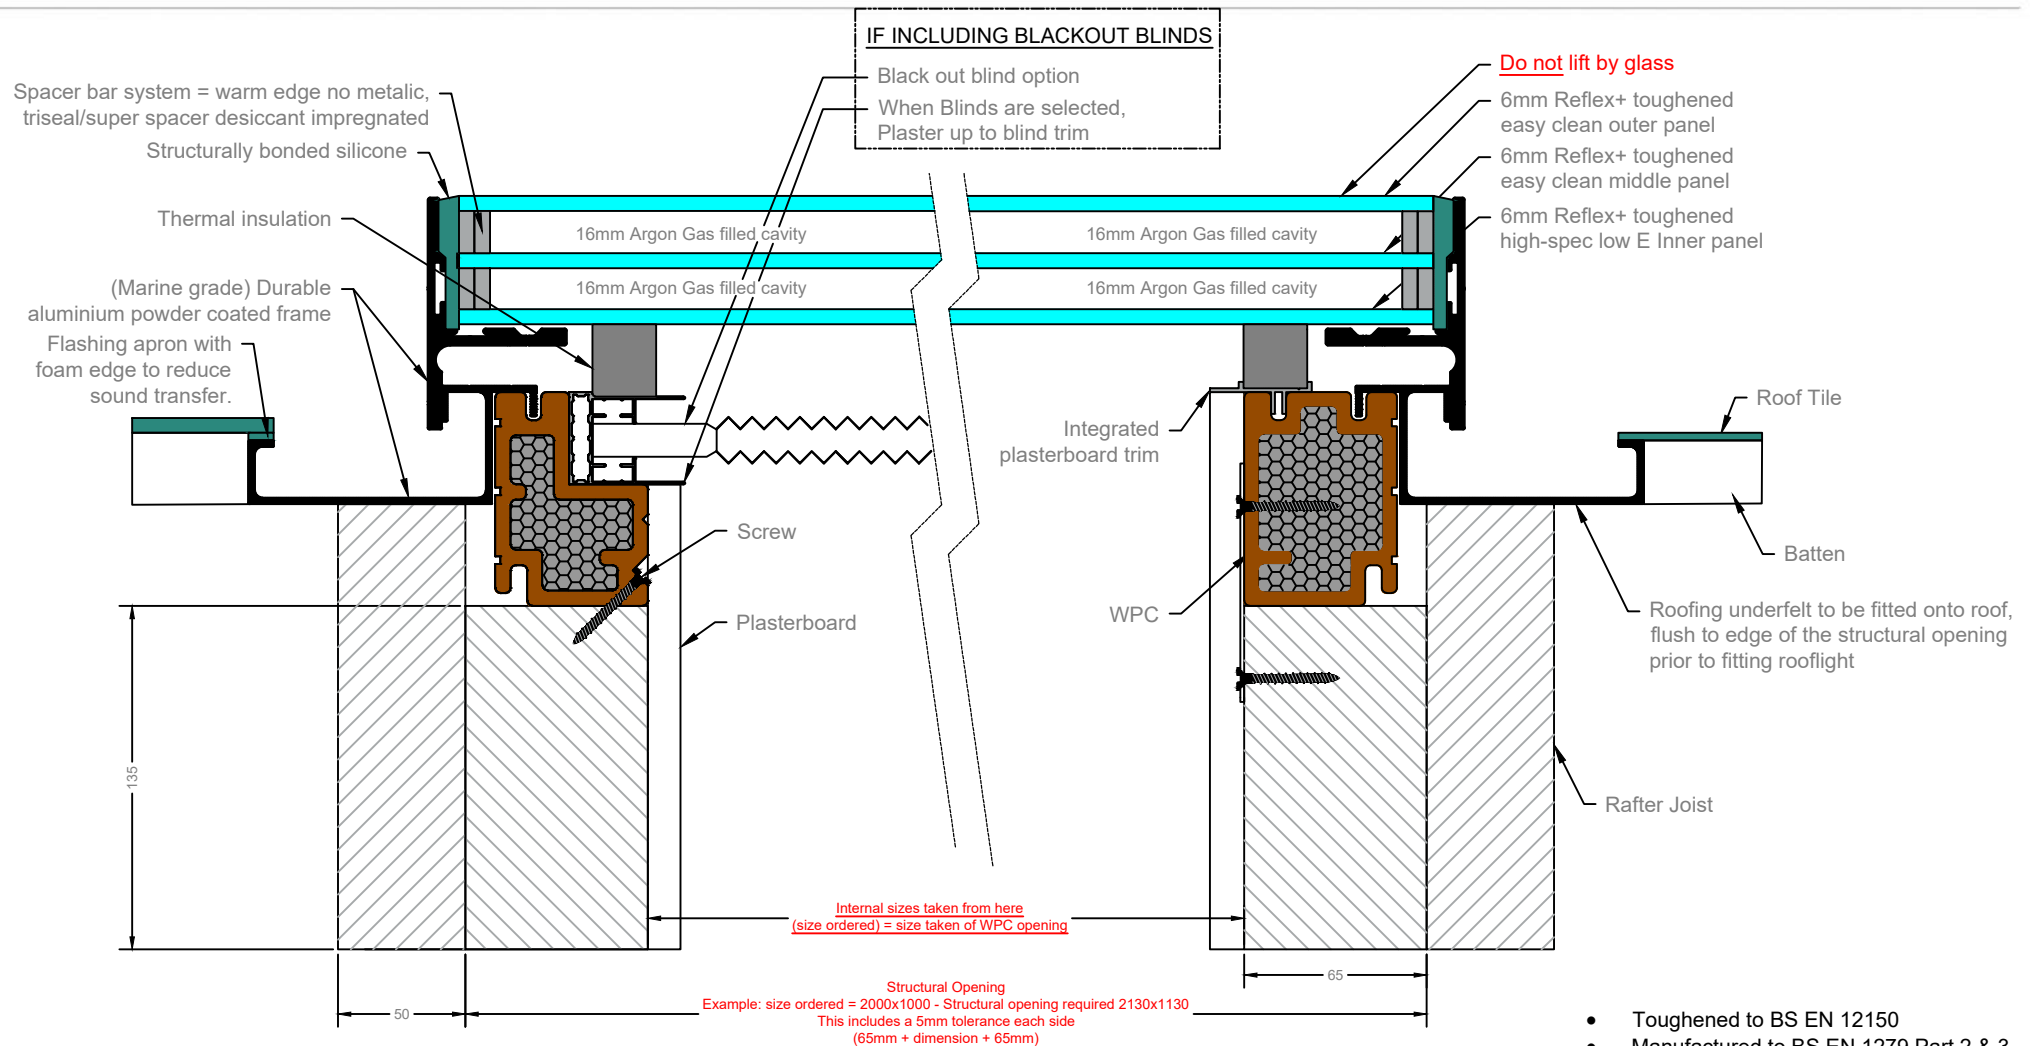 IF INCLUDING BLACKOUT BLINDS
Black out blind option
When Blinds are selected,
Plaster up to blind trim
Spacer bar system = warm edge no metalic,
triseal/super spacer desiccant impregnated
Structurally bonded silicone
Thermal insulation
(Marine grade) Durable
aluminium powder coated frame
Flashing apron with
foam edge to reduce
sound transfer.
Do not lift by glass
6mm Reflex+ toughened
easy clean outer panel
6mm Reflex+ toughened
easy clean middle panel
6mm Reflex+ toughened
high-spec low E Inner panel
16mm Argon Gas filled cavity
16mm Argon Gas filled cavity
16mm Argon Gas filled cavity
16mm Argon Gas filled cavity
Integrated
plasterboard trim
Roof Tile
Batten
Screw
Plasterboard
WPC
Roofing underfelt to be fitted onto roof,
flush to edge of the structural opening
prior to fitting rooflight
Rafter Joist
135
Internal sizes taken from here
(size ordered) = size taken of WPC opening
65
50
Structural Opening
Example: size ordered = 2000x1000 - Structural opening required 2130x1130
This includes a 5mm tolerance each side
(65mm + dimension + 65mm)
• Toughened to BS EN 12150
• Manufactured to BS EN 1279 Part 2 & 3